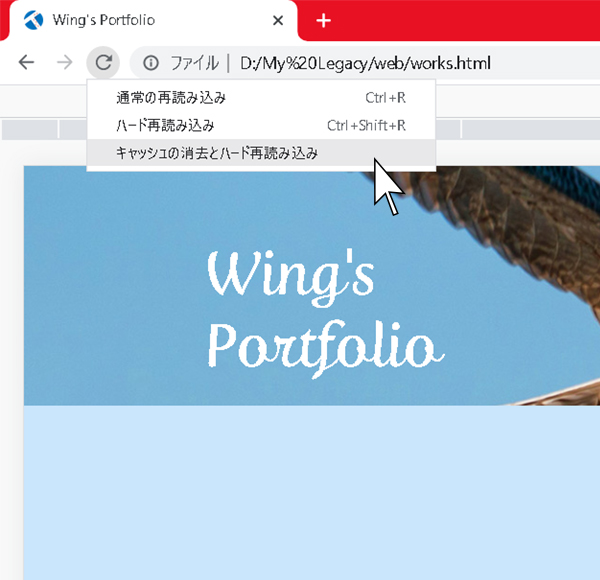 Wing's Portfolio
ファイル | D:/My%20Legacy/web/works.html
通常の再読み込み Ctrl+R
ハード再読み込み Ctrl+Shift+R
キャッシュの消去とハード再読み込み
Wing's
Portfolio